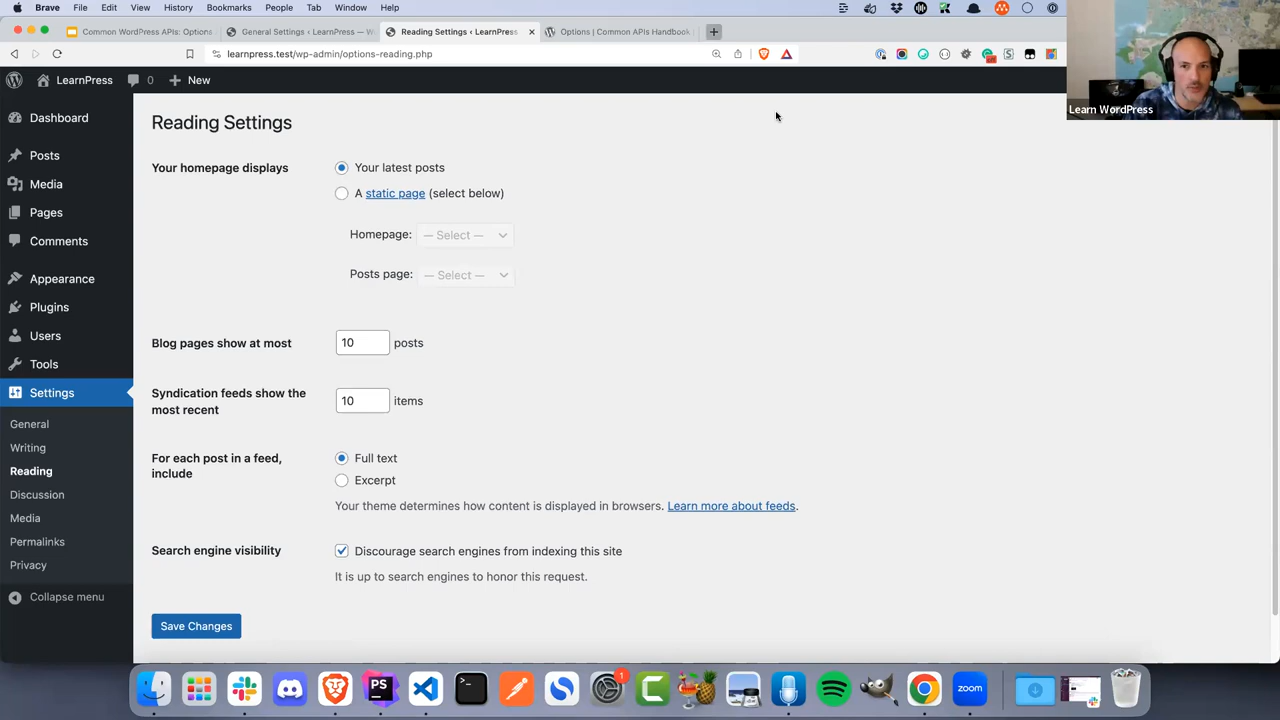 Brave File Edit View History Bookmarks People Tab Window Help
Common WordPress APIs: Options
General Settings ‹ LearnPress — W
Reading Settings ‹ LearnPress —
Options | Common APIs Handbook
learnpress.test/wp-admin/options-reading.php
LearnPress 0 New
Learn WordPress
Dashboard
Posts
Media
Pages
Comments
Appearance
Plugins
Users
Tools
Settings
General
Writing
Reading
Discussion
Media
Permalinks
Privacy
Collapse menu
Reading Settings
Your homepage displays
Your latest posts
A static page (select below)
Homepage: — Select —
Posts page: — Select —
Blog pages show at most
10 posts
Syndication feeds show the
most recent
10 items
For each post in a feed,
include
Full text
Excerpt
Your theme determines how content is displayed in browsers. Learn more about feeds.
Search engine visibility
Discourage search engines from indexing this site
It is up to search engines to honor this request.
Save Changes
PS
1
zoom